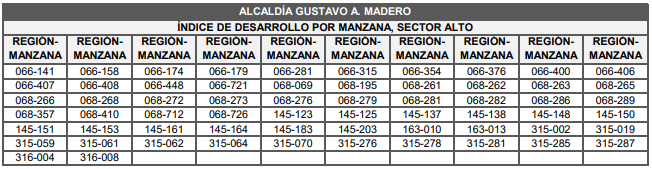 ALCALDÍA GUSTAVO A. MADERO
ÍNDICE DE DESARROLLO POR MANZANA, SECTOR ALTO
REGIÓN- REGIÓN- REGIÓN- REGIÓN- REGIÓN- REGIÓN- REGIÓN- REGIÓN- REGIÓN- REGIÓN-
MANZANA MANZANA MANZANA MANZANA MANZANA MANZANA MANZANA MANZANA MANZANA MANZANA
066-141 066-158 066-174 066-179 066-281 066-315 066-354 066-376 066-400 066-406
066-407 066-408 066-448 066-721 068-069 068-195 068-261 068-262 068-263 068-265
068-266 068-268 068-272 068-273 068-276 068-279 068-281 068-282 068-286 068-289
068-357 068-410 068-712 068-726 145-123 145-125 145-137 145-138 145-148 145-150
145-151 145-153 145-161 145-164 145-183 145-203 163-010 163-013 315-002 315-019
315-059 315-061 315-062 315-064 315-070 315-276 315-278 315-281 315-285 315-287
316-004 316-008